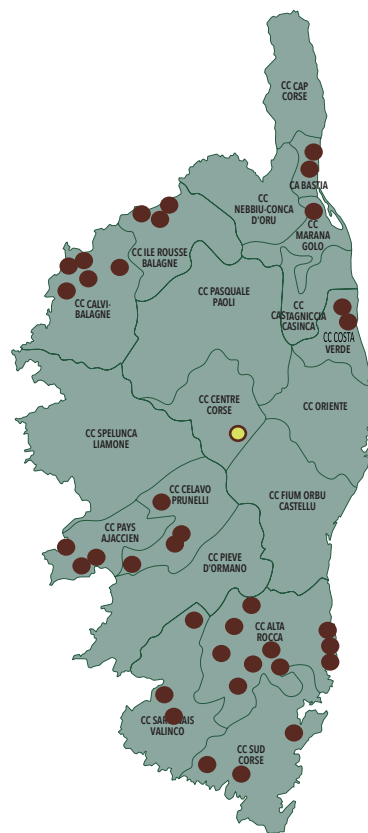 CC CAP
CORSE
CA BASTIA
CC
NEBBIU-CONCA
D'ORU
CC
MARANA
GOLO
CC ILE ROUSSE
BALAGNE
CC PASQUALE
PAOLI
CC
CASTAGNICCIA
CASINCA
CC CALVI-
BALAGNE
CC COSTA
VERDE
CC CENTRE
CORSE
CC ORIENTE
CC SPELUNCA
LIAMONE
CC CELAVO
PRUNELLI
CC FIUM ORBU
CASTELLU
CC PAYS
AJACCIEN
CC PIEVE
D'ORNANO
CC ALTA
ROCCA
VALINCO
CC SUD
CORSE